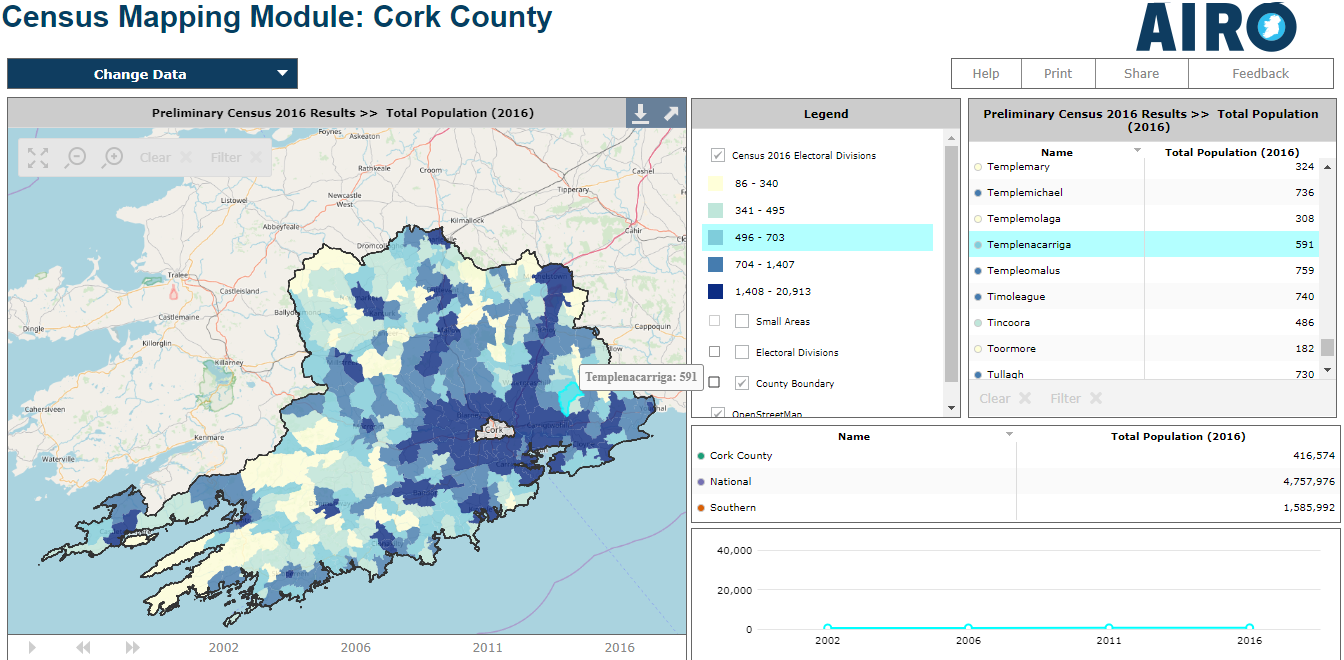 Census Mapping Module: Cork County
AIRO
Change Data
Help
Print
Share
Feedback
Preliminary Census 2016 Results >> Total Population (2016)
Clear
Filter
Foynes
Askeaton
Rathkeale
Croom
Cashel
Newcastle
West
Tipperary
Listowel
Abbeyfeale
Kilmallock
Cahir
Dromcollogher
Tralee
Castleisland
Castlemaine
Cappoquin
Dingle
Killorglin
Killarney
Templenacarriga: 591
Cahersiveen
Cork
Kenmare
Waterville
2002
2006
2011
2016
Legend
Census 2016 Electoral Divisions
86 - 340
341 - 495
496 - 703
704 - 1,407
1,408 - 20,913
Small Areas
Electoral Divisions
County Boundary
OpenStreetMap
Preliminary Census 2016 Results >> Total Population
(2016)
Name Total Population (2016)
Templemary 324
Templemichael 736
Templemolaga 308
Templenacarriga 591
Templeomalus 759
Timoleague 740
Tincoora 486
Toormore 182
Tullagh 730
Clear
Filter
Name Total Population (2016)
Cork County 416,574
National 4,757,976
Southern 1,585,992
40,000
20,000
0
2002
2006
2011
2016